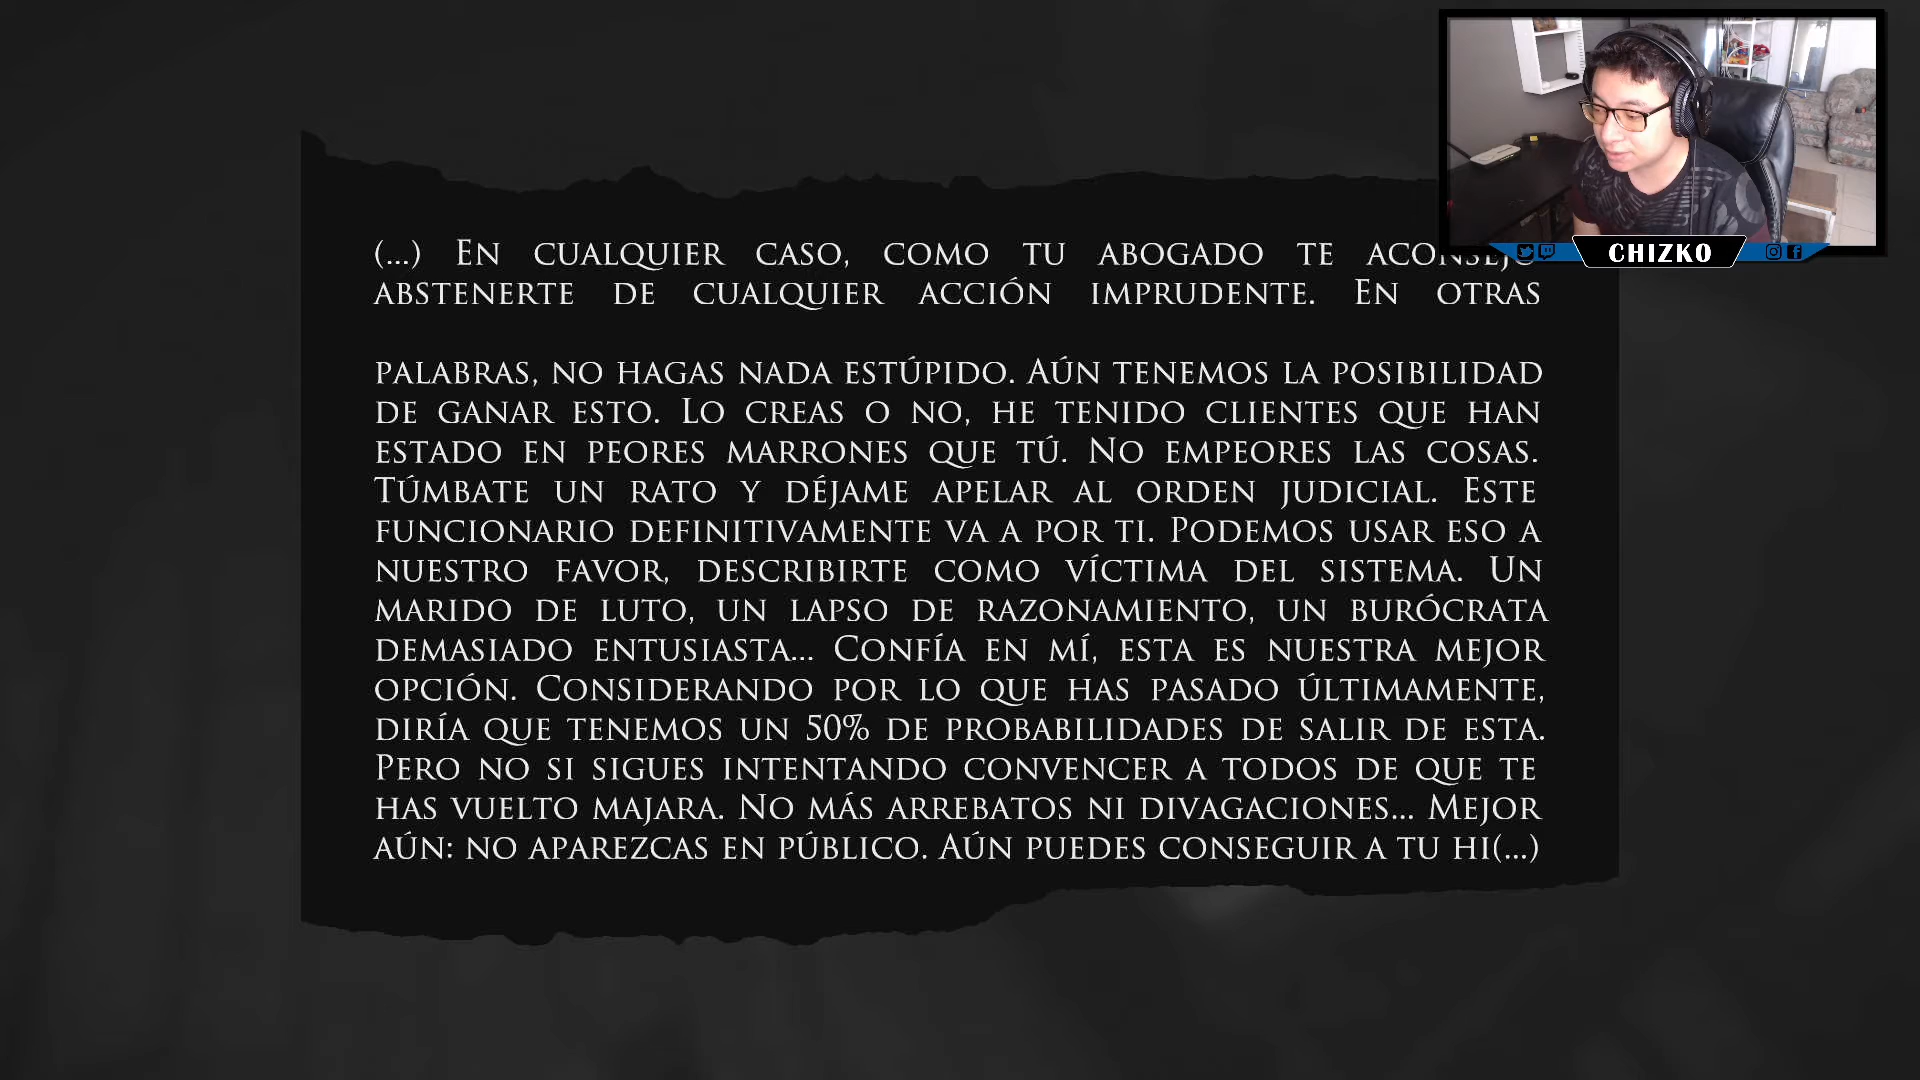 (...) En cualquier caso, como tu abogado te aconsejo
abstenerte de cualquier acción imprudente. En otras
palabras, no hagas nada estúpido. Aún tenemos la posibilidad
de ganar esto. Lo creas o no, he tenido clientes que han
estado en peores marrones que tú. No empeores las cosas.
Túmbate un rato y déjame apelar al orden judicial. Este
funcionario definitivamente va a por ti. Podemos usar eso a
nuestro favor, describirte como víctima del sistema. Un
marido de luto, un lapso de razonamiento, un burócrata
demasiado entusiasta... Confía en mí, esta es nuestra mejor
opción. Considerando por lo que has pasado últimamente,
diría que tenemos un 50% de probabilidades de salir de esta.
Pero no si sigues intentando convencer a todos de que te
has vuelto majara. No más arrebatos ni divagaciones... Mejor
aún: no aparezcas en público. Aún puedes conseguir a tu hi(...)
CHIZKO